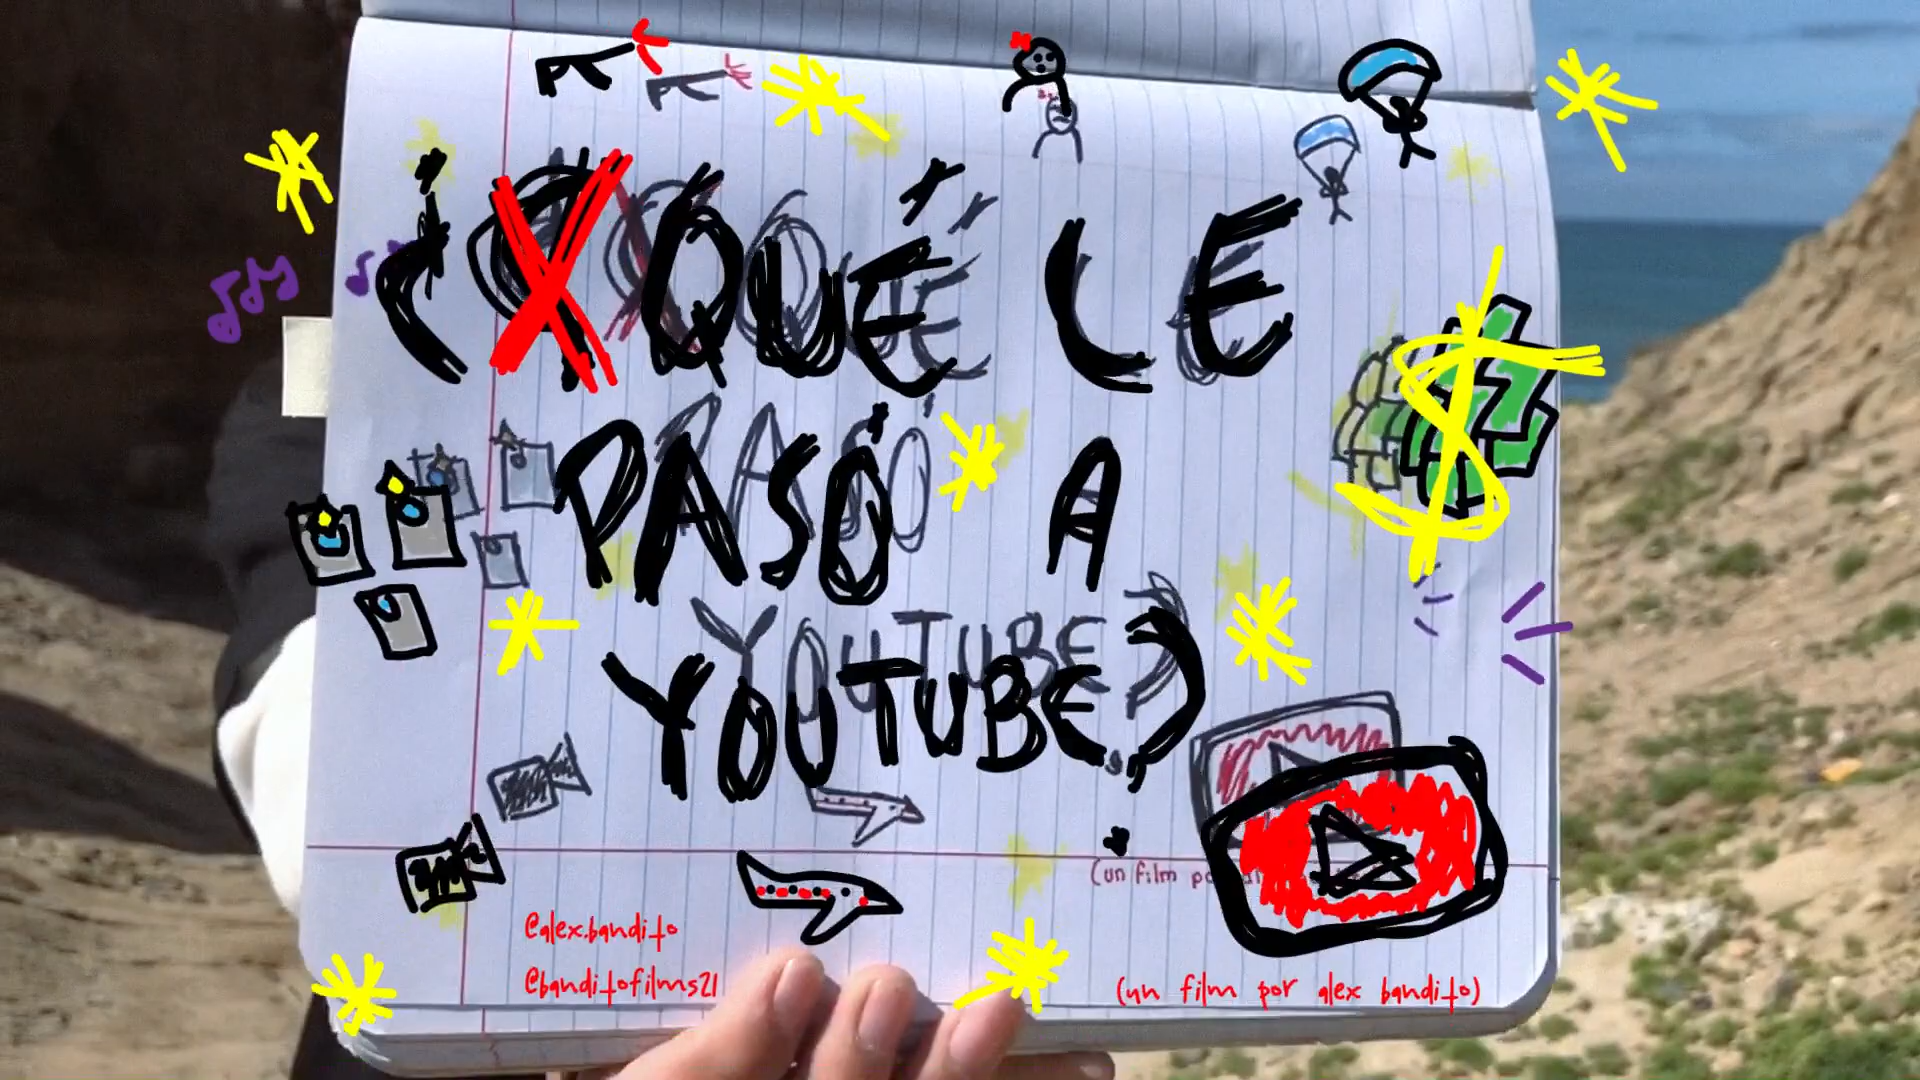 ¿QUÉ LE
PASÓ A
YOUTUBE?
@alex.bandito
@banditofilms21
(un film por alex bandito)
(un film po